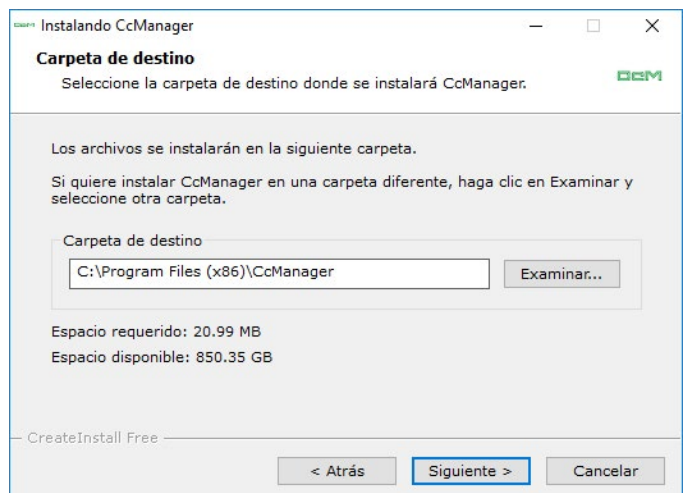 Instalando CcManager
Carpeta de destino
Seleccione la carpeta de destino donde se instalará CcManager.
CCM
Los archivos se instalarán en la siguiente carpeta.
Si quiere instalar CcManager en una carpeta diferente, haga clic en Examinar y
seleccione otra carpeta.
Carpeta de destino
C:\Program Files (x86)\CcManager
Examinar...
Espacio requerido: 20.99 MB
Espacio disponible: 850.35 GB
CreateInstall Free
< Atrás
Siguiente >
Cancelar